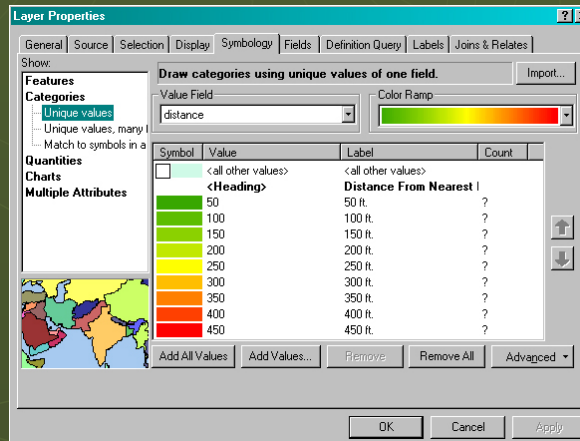 Layer Properties
General Source Selection Display Symbology Fields Definition Query Labels Joins & Relates
Show:
Features
Categories
Unique values
Unique values, many
Match to symbols in a
Quantities
Charts
Multiple Attributes
Draw categories using unique values of one field.
Import...
Value Field
distance
Color Ramp
Symbol Value Label Count
<all other values> <all other values>
<Heading> Distance From Nearest
50 50 ft. ?
100 100 ft. ?
150 150 ft. ?
200 200 ft. ?
250 250 ft. ?
300 300 ft. ?
350 350 ft. ?
400 400 ft. ?
450 450 ft. ?
Add All Values Add Values... Remove Remove All Advanced
OK Cancel Apply